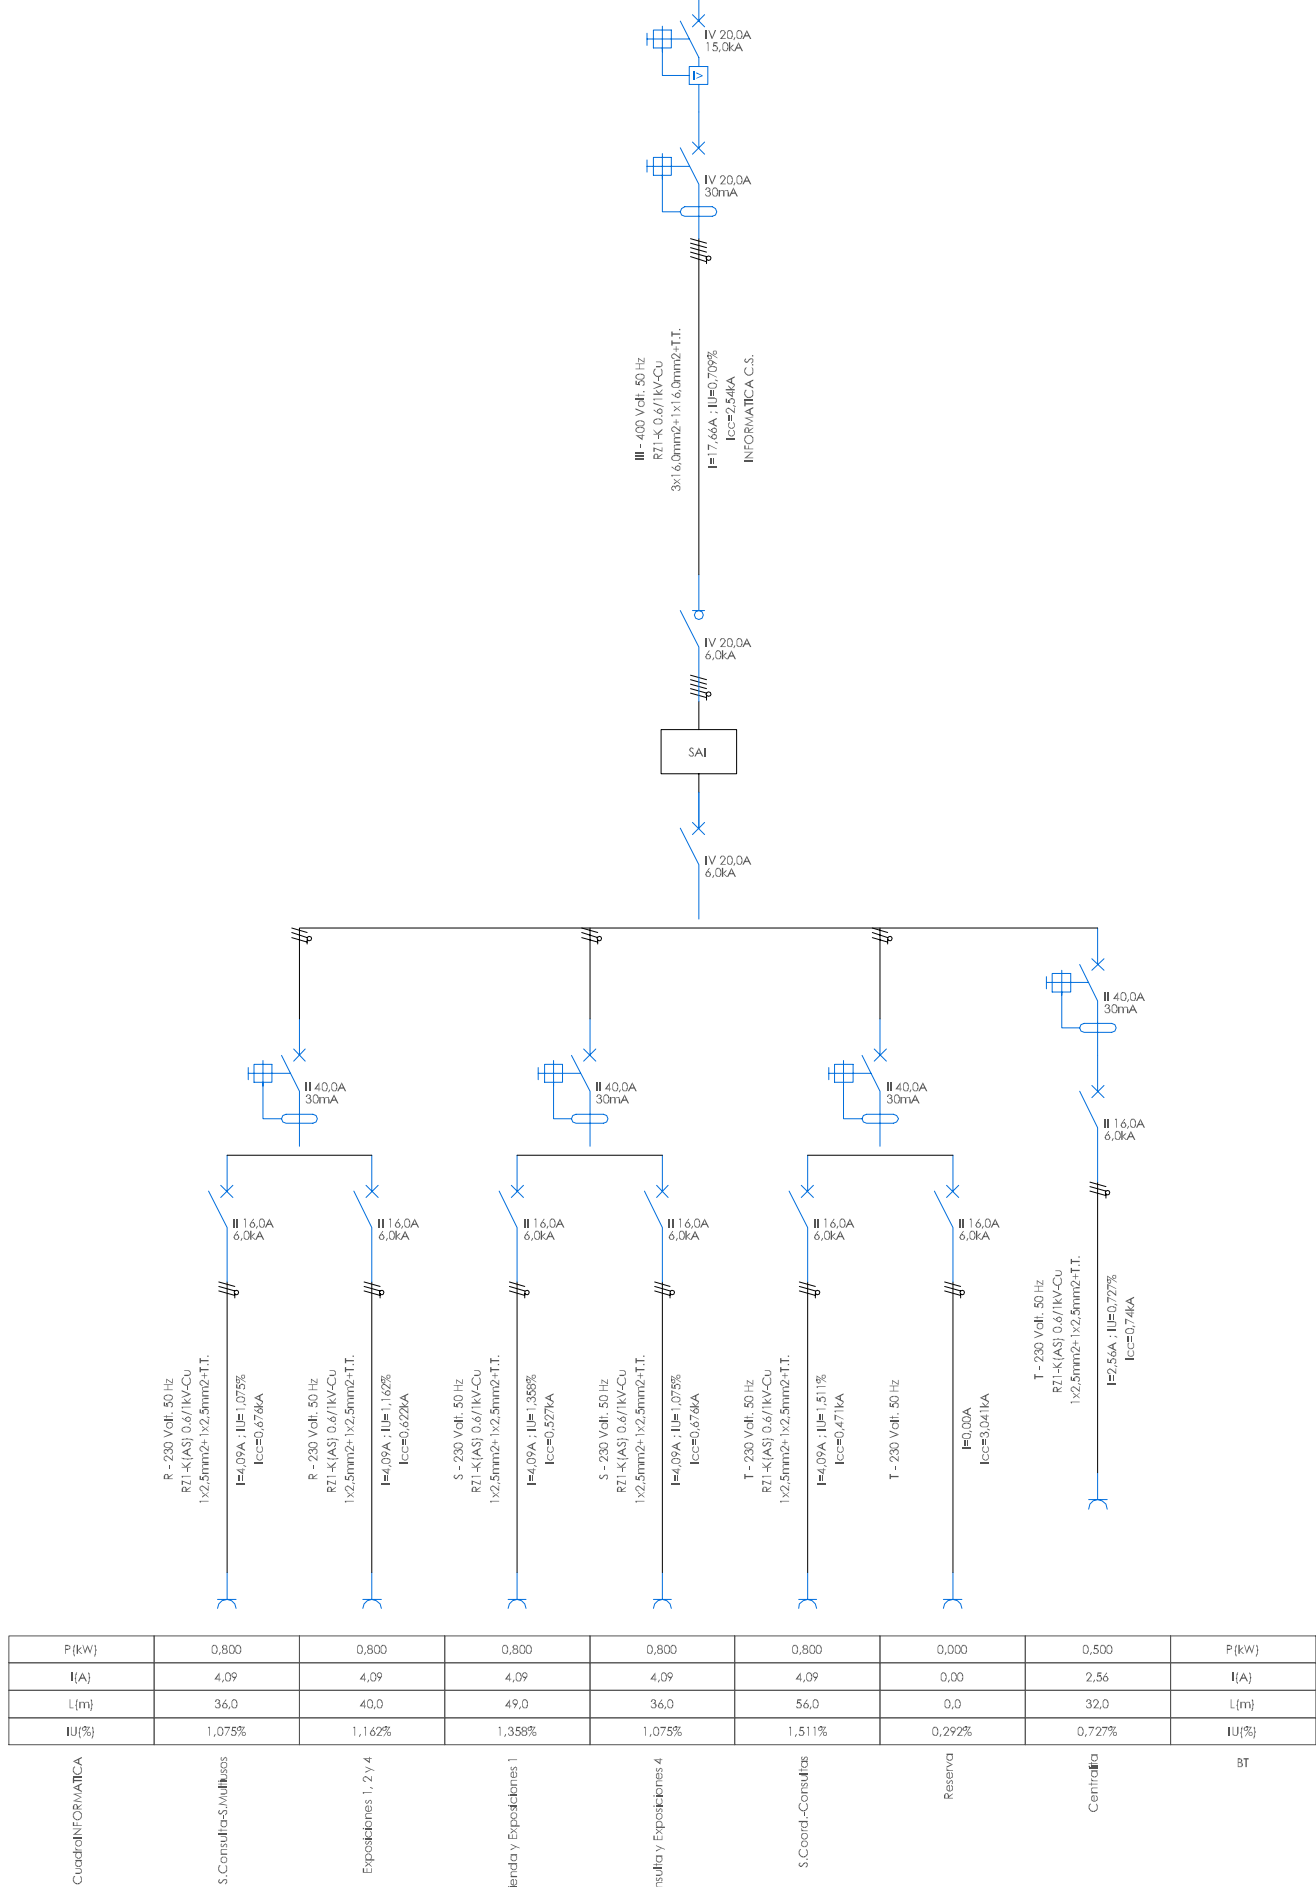 IV 20,0A
15,0kA
I>
IV 20,0A
30mA
III - 400 Volt. 50 Hz
RZ1-K 0.6/1kV-Cu
3x16,0mm2+1x16,0mm2+T.T.
I=17,66A ; IU=0,709%
Icc=2,54kA
INFORMATICA C.S.
IV 20,0A
6,0kA
SAI
IV 20,0A
6,0kA
II 40,0A
30mA
II 40,0A
30mA
II 40,0A
30mA
II 40,0A
30mA
II 16,0A
6,0kA
II 16,0A
6,0kA
II 16,0A
6,0kA
II 16,0A
6,0kA
II 16,0A
6,0kA
II 16,0A
6,0kA
II 16,0A
6,0kA
R - 230 Volt. 50 Hz
RZ1-K(AS) 0.6/1kV-Cu
1x2,5mm2+1x2,5mm2+T.T.
I=4,09A ; IU=1,075%
Icc=0,676kA
R - 230 Volt. 50 Hz
RZ1-K(AS) 0.6/1kV-Cu
1x2,5mm2+1x2,5mm2+T.T.
I=4,09A ; IU=1,162%
Icc=0,622kA
S - 230 Volt. 50 Hz
RZ1-K(AS) 0.6/1kV-Cu
1x2,5mm2+1x2,5mm2+T.T.
I=4,09A ; IU=1,358%
Icc=0,527kA
S - 230 Volt. 50 Hz
RZ1-K(AS) 0.6/1kV-Cu
1x2,5mm2+1x2,5mm2+T.T.
I=4,09A ; IU=1,075%
Icc=0,676kA
T - 230 Volt. 50 Hz
RZ1-K(AS) 0.6/1kV-Cu
1x2,5mm2+1x2,5mm2+T.T.
I=4,09A ; IU=1,511%
Icc=0,471kA
T - 230 Volt. 50 Hz
I=0,00A
Icc=3,041kA
T - 230 Volt. 50 Hz
RZ1-K(AS) 0.6/1kV-Cu
1x2,5mm2+1x2,5mm2+T.T.
I=2,56A ; IU=0,727%
Icc=0,74kA
P(kW) 0,800 0,800 0,800 0,800 0,800 0,000 0,500 P(kW)
I(A) 4,09 4,09 4,09 4,09 4,09 0,00 2,56 I(A)
L(m) 36,0 40,0 49,0 36,0 56,0 0,0 32,0 L(m)
IU(%) 1,075% 1,162% 1,358% 1,075% 1,511% 0,292% 0,727% IU(%)
CuadroINFORMATICA
S.Consulta-S.Multiusos
Exposiciones 1, 2 y 4
ienda y Exposiciones 1
nsulta y Exposiciones 4
S.Coord.-Consultas
Reserva
Centralita
BT